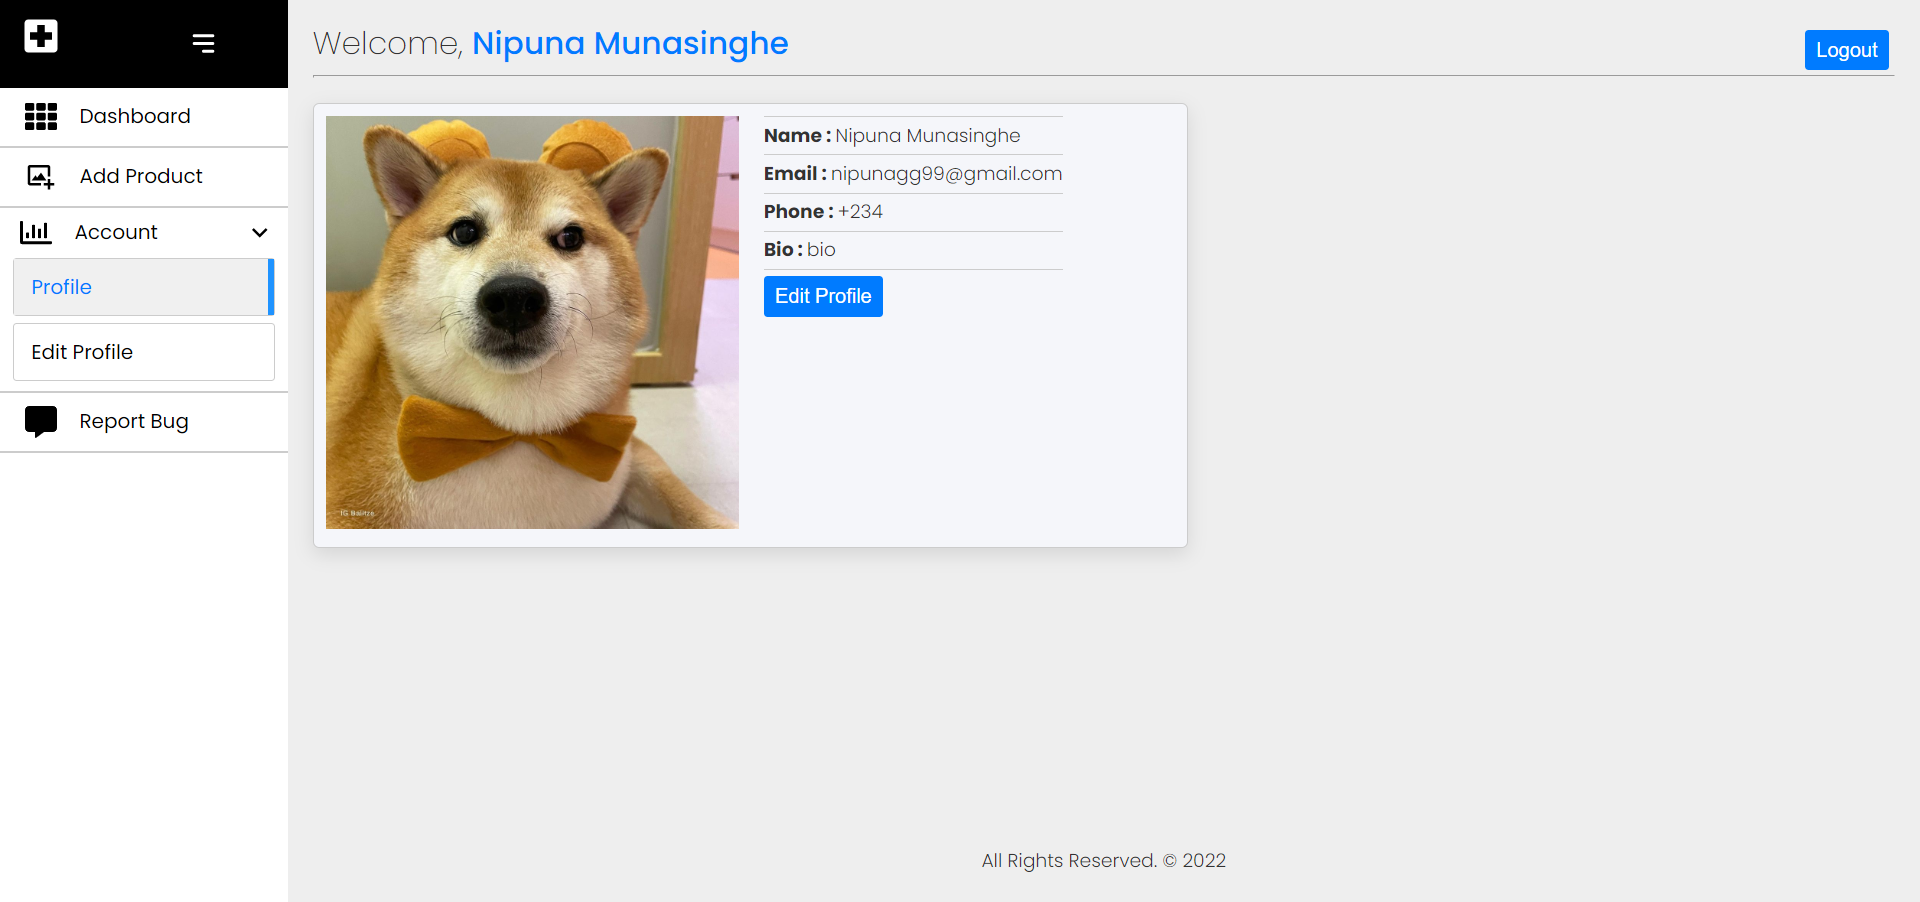 Welcome, Nipuna Munasinghe
Logout
Dashboard
Add Product
Account
Profile
Edit Profile
Report Bug
Name : Nipuna Munasinghe
Email : nipunagg99@gmail.com
Phone : +234
Bio : bio
Edit Profile
All Rights Reserved. © 2022